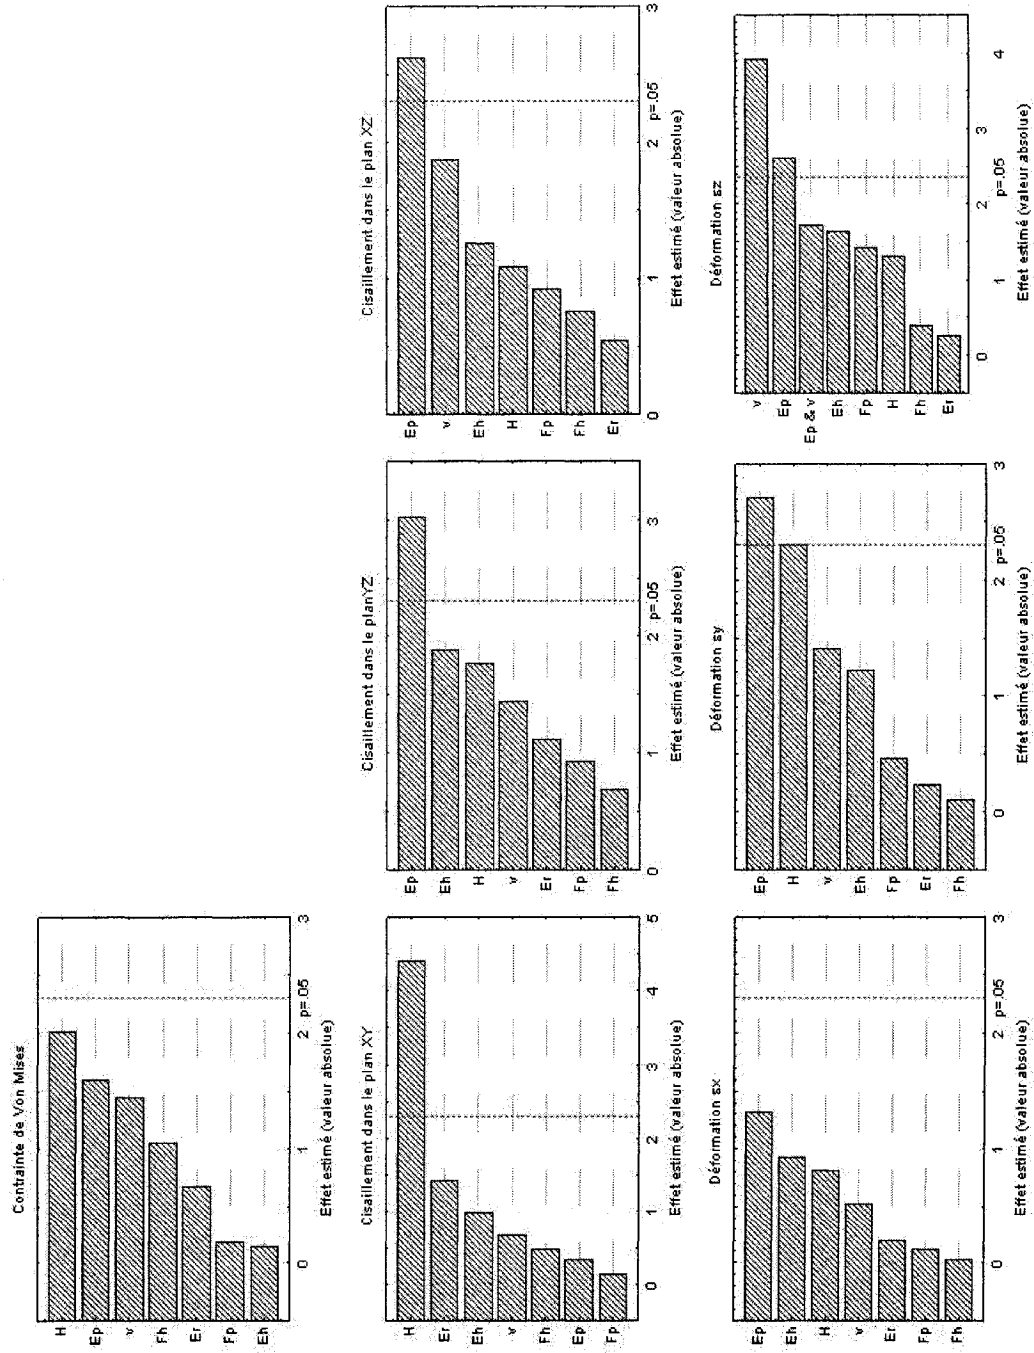 Contrainte de Von Mises
H
Ep
v
Fh
Er
Fp
Eh
0 1 2 p=.05 3
Effet estimé (valeur absolue)
Cisaillement dans le plan XY
H
Er
Eh
v
Fh
Ep
Fp
0 1 2 3 4 5
Effet estimé (valeur absolue)
Cisaillement dans le planYZ
Ep
Eh
H
v
Er
Fp
Fh
0 1 2 p=.05 3
Effet estimé (valeur absolue)
Cisaillement dans le plan XZ
Ep
v
Eh
H
Fp
Fh
Er
0 1 2 p=.05 3
Effet estimé (valeur absolue)
Déformation εx
Ep
Eh
H
v
Er
Fp
Fh
0 1 2 p=.05 3
Effet estimé (valeur absolue)
Déformation εy
Ep
H
v
Eh
Fp
Er
Fh
0 1 2 p=.05 3
Effet estimé (valeur absolue)
Déformation εz
v
Ep
Ep & v
Eh
Fp
H
Fh
Er
0 1 2 p=.05 3 4
Effet estimé (valeur absolue)